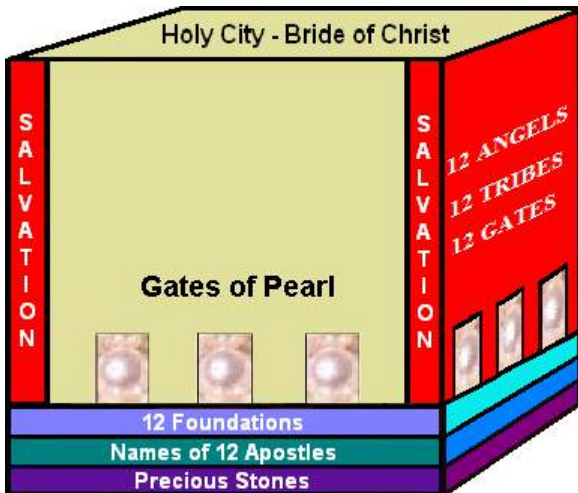 Holy City - Bride of Christ
SALVATION
SALVATION
12 ANGELS
12 TRIBES
12 GATES
Gates of Pearl
12 Foundations
Names of 12 Apostles
Precious Stones